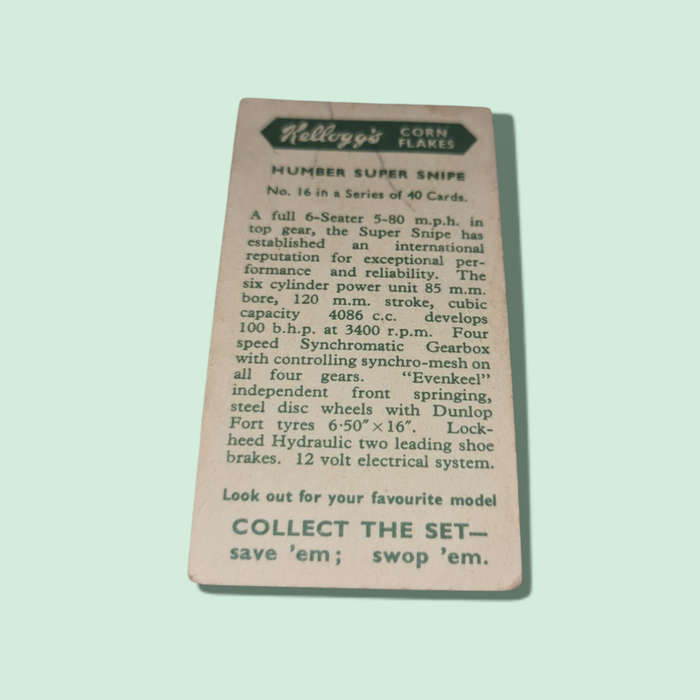 Kellogg's CORN FLAKES
HUMBER SUPER SNIPE
No. 16 in a Series of 40 Cards.
A full 6-Seater 5-80 m.p.h. in
top gear, the Super Snipe has
established an international
reputation for exceptional per-
formance and reliability. The
six cylinder power unit 85 m.m.
bore, 120 m.m. stroke, cubic
capacity 4086 c.c. develops
100 b.h.p. at 3400 r.p.m. Four
speed Synchromatic Gearbox
with controlling synchro-mesh on
all four gears. "Evenkeel"
independent front springing,
steel disc wheels with Dunlop
Fort tyres 6·50″×16″. Lock-
heed Hydraulic two leading shoe
brakes. 12 volt electrical system.
Look out for your favourite model
COLLECT THE SET—
save 'em; swop 'em.